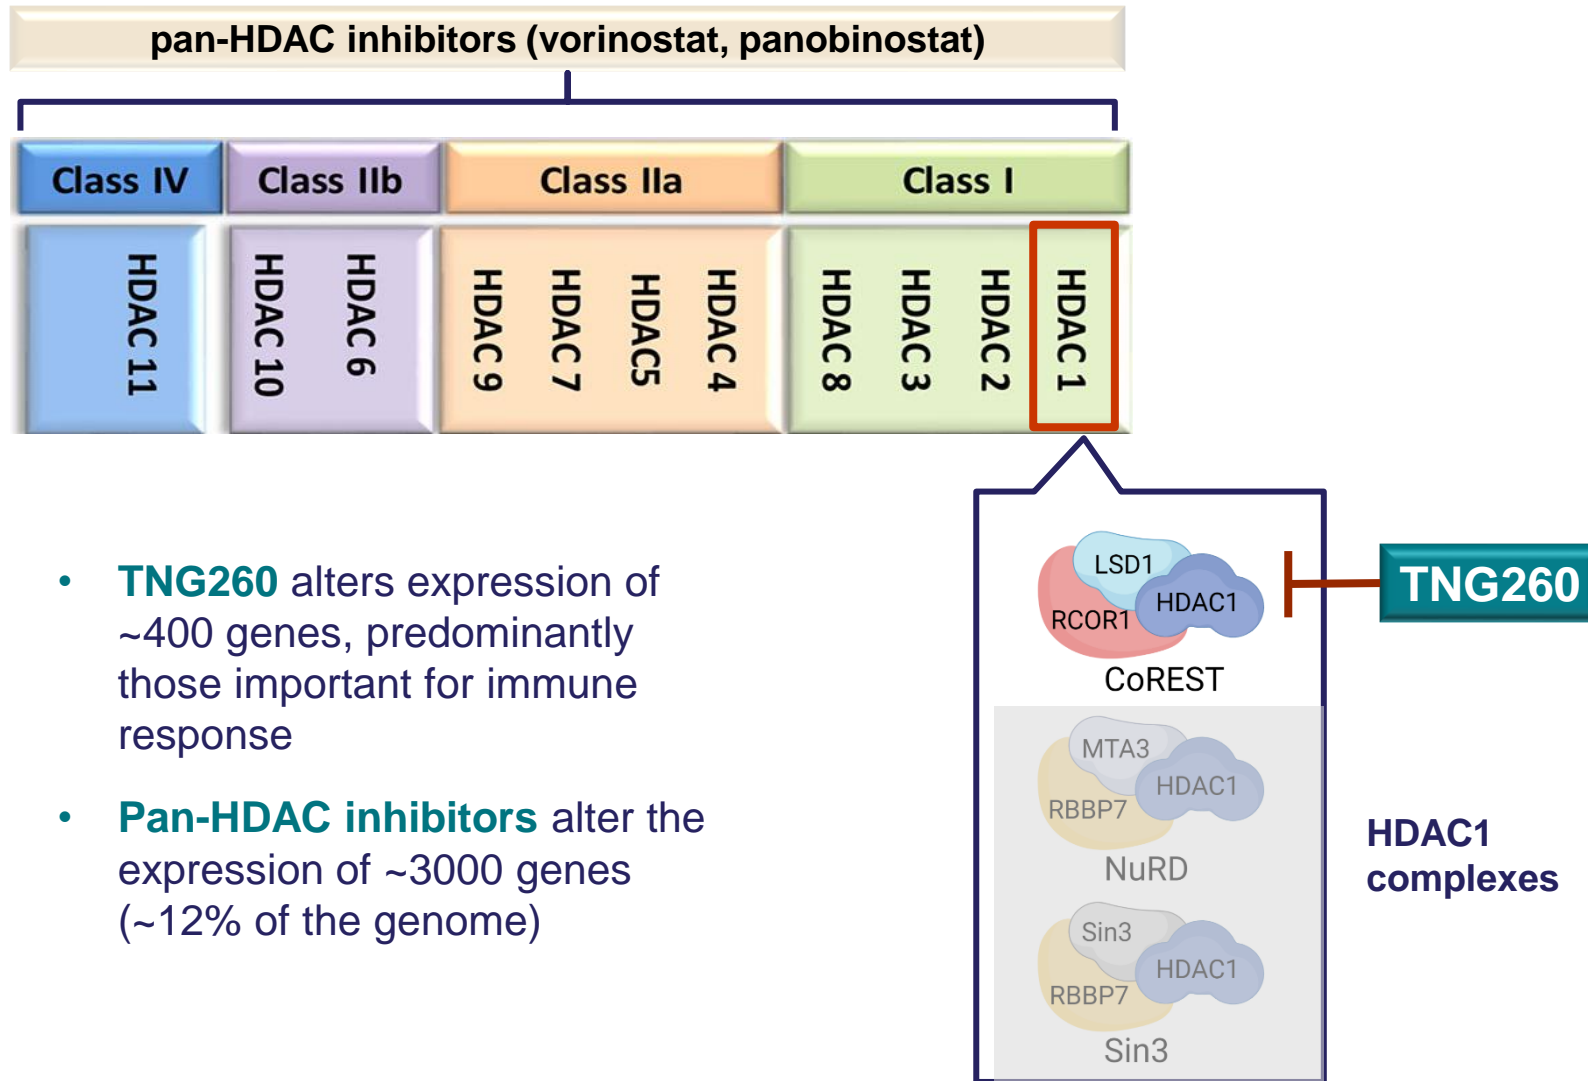 pan-HDAC inhibitors (vorinostat, panobinostat)
Class IV
Class IIb
Class IIa
Class I
HDAC 11
HDAC 10
HDAC 6
HDAC 9
HDAC 7
HDAC5
HDAC 4
HDAC 8
HDAC 3
HDAC 2
HDAC 1
• TNG260 alters expression of
~400 genes, predominantly
those important for immune
response
• Pan-HDAC inhibitors alter the
expression of ~3000 genes
(~12% of the genome)
LSD1
HDAC1
RCOR1
CoREST
TNG260
MTA3
HDAC1
RBBP7
NuRD
Sin3
HDAC1
RBBP7
Sin3
HDAC1
complexes